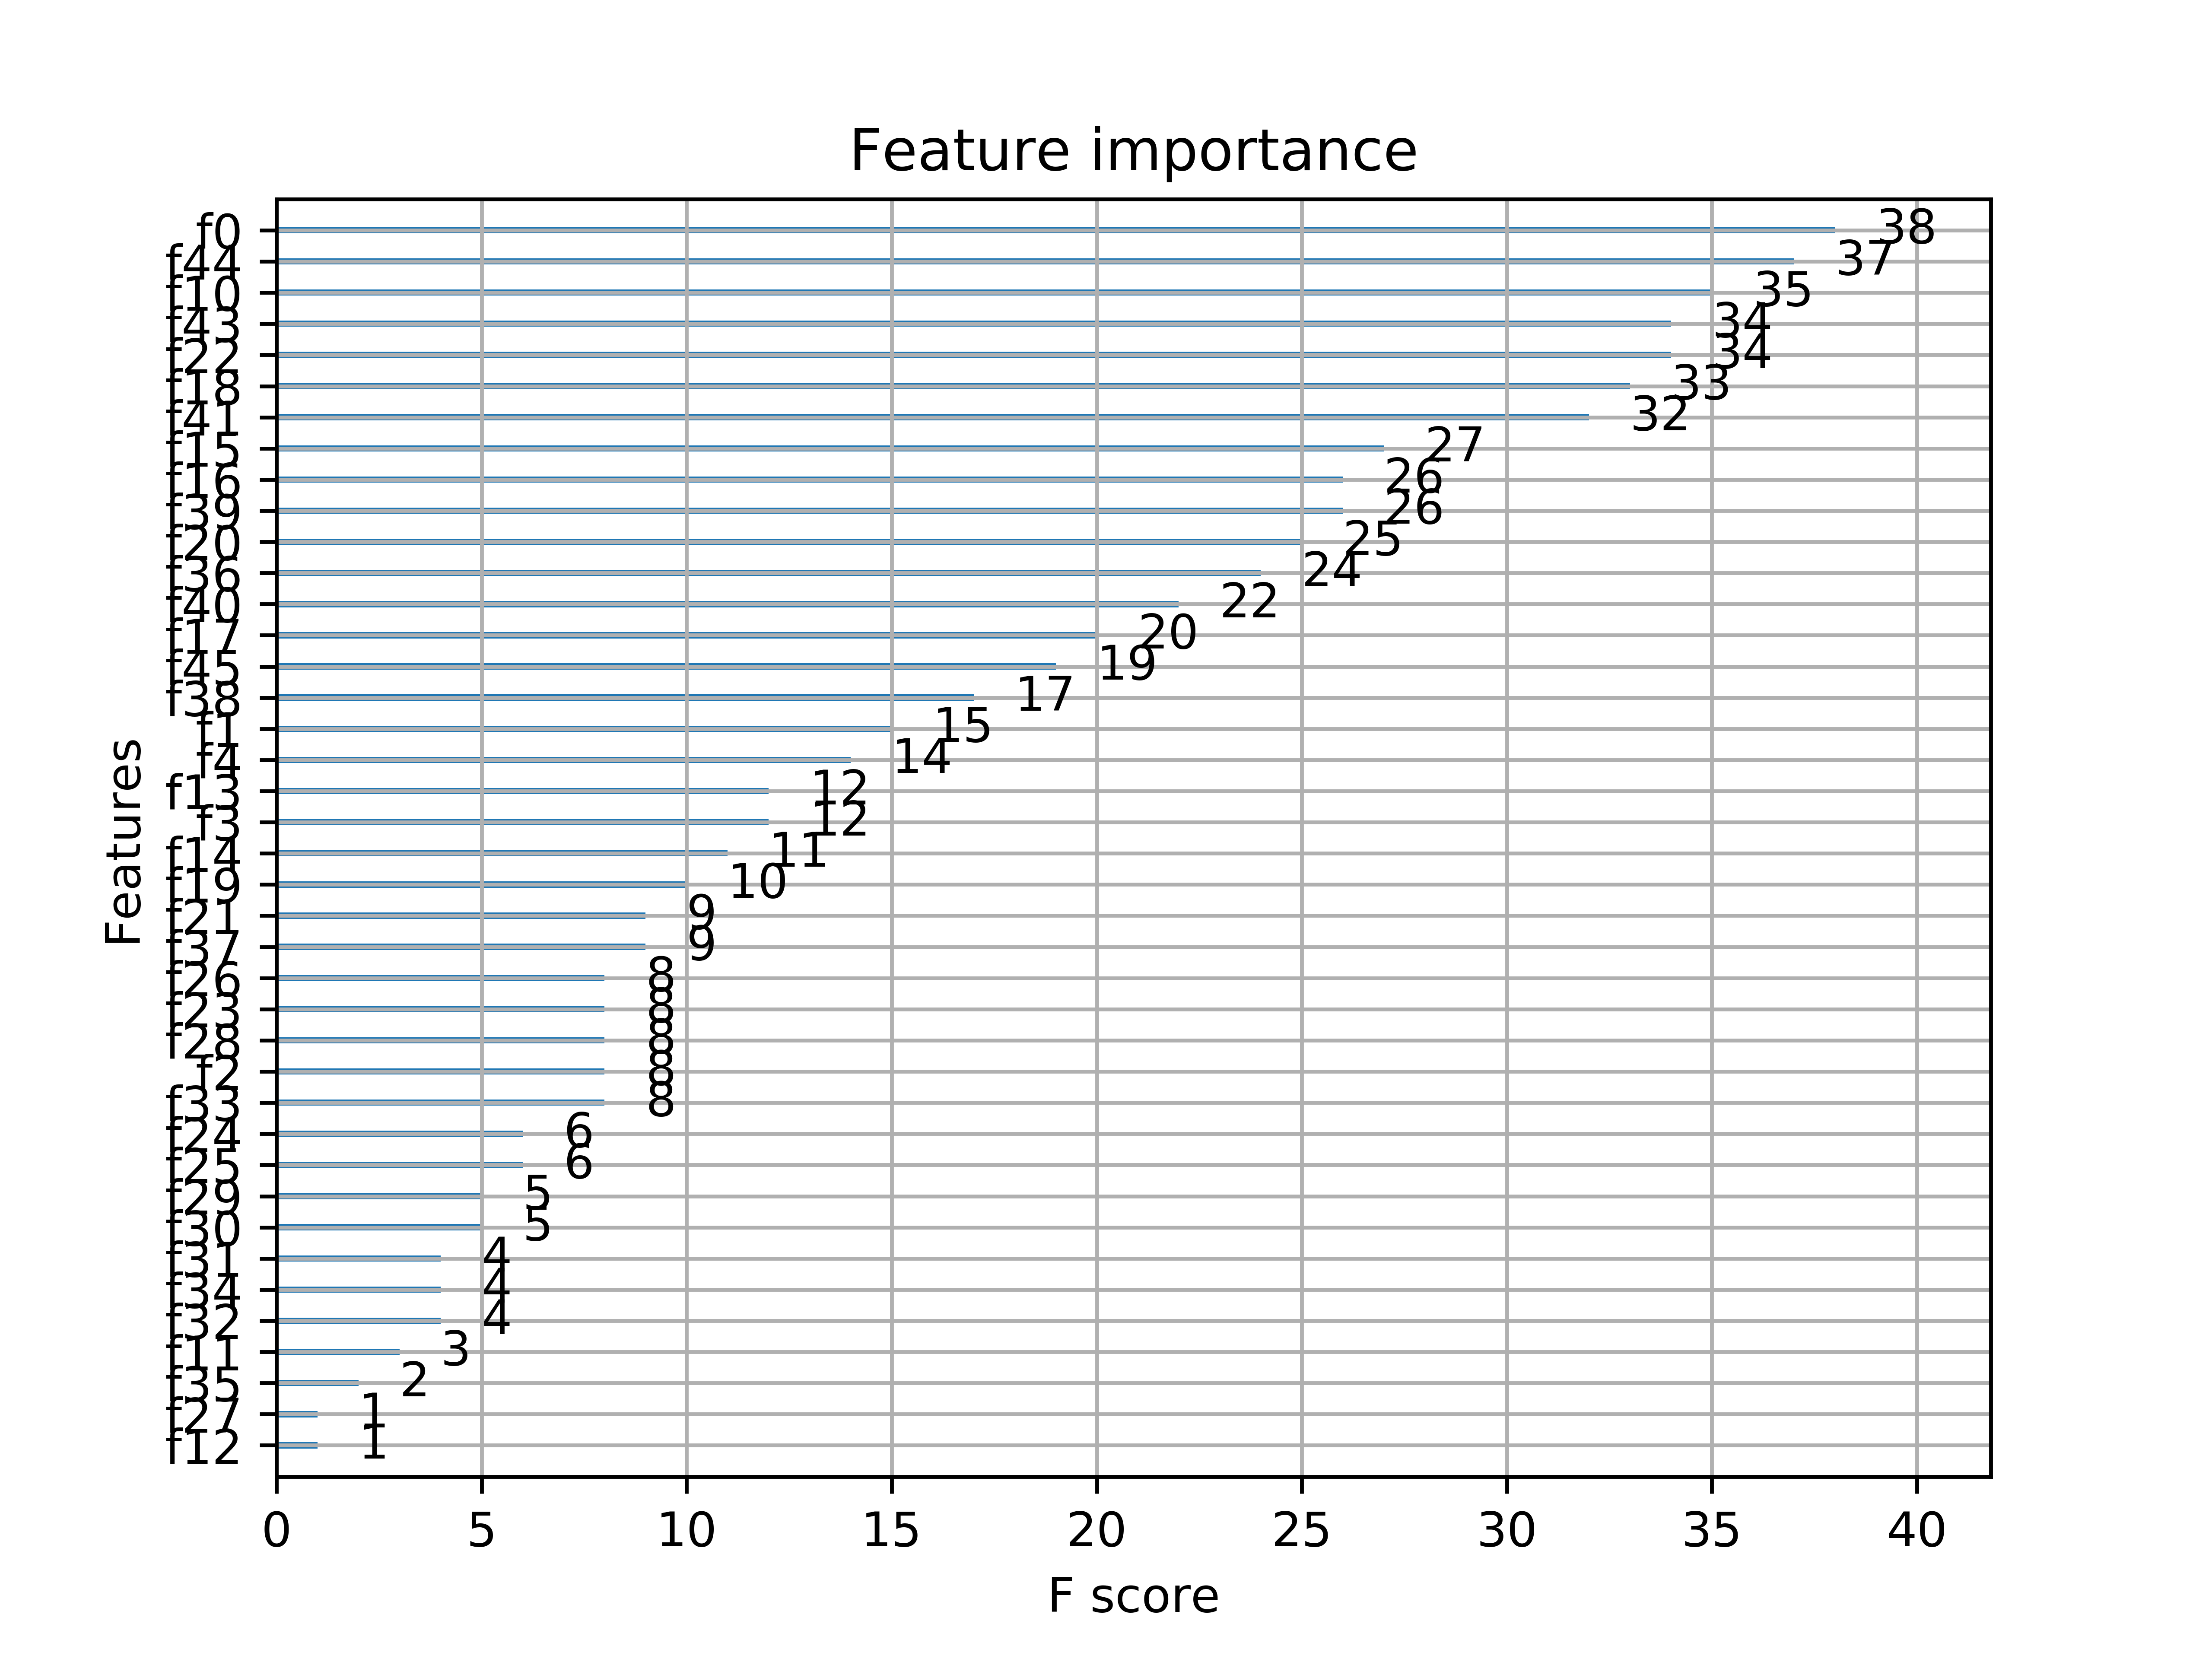 Feature importance
f0 38
f44 37
f10 35
f43 34
f22 34
f18 33
f41 32
f15 27
f16 26
f39 26
f20 25
f36 24
f40 22
f17 20
f45 19
f38 17
f1 15
f4 14
f13 12
f3 12
f14 11
f19 10
f21 9
f37 9
f26 8
f23 8
f28 8
f2 8
f33 8
f24 6
f25 6
f29 5
f30 5
f31 4
f34 4
f32 4
f11 3
f35 2
f27 1
f12 1
Features
0 5 10 15 20 25 30 35 40
F score